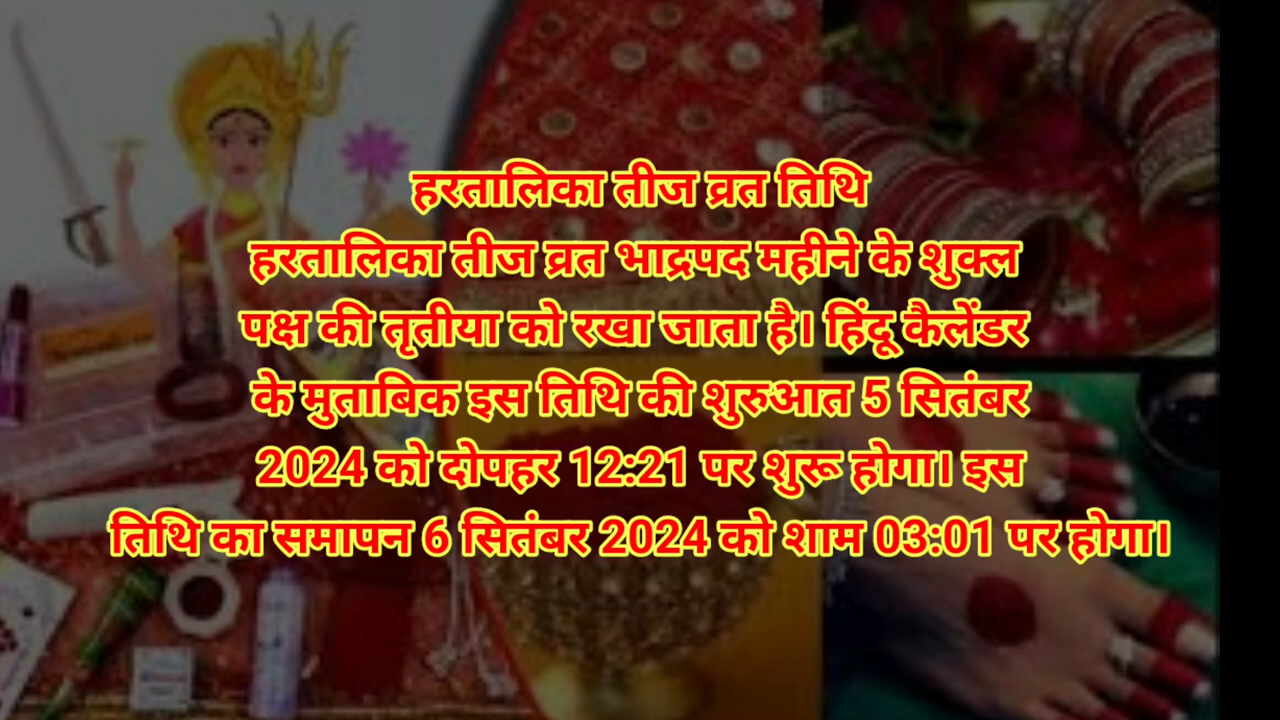 हरतालिका तीज व्रत तिथि
हरतालिका तीज व्रत भाद्रपद महीने के शुक्ल
पक्ष की तृतीया को रखा जाता है। हिंदू कैलेंडर
के मुताबिक इस तिथि की शुरुआत 5 सितंबर
2024 को दोपहर 12:21 पर शुरू होगा। इस
तिथि का समापन 6 सितंबर 2024 को शाम 03:01 पर होगा।